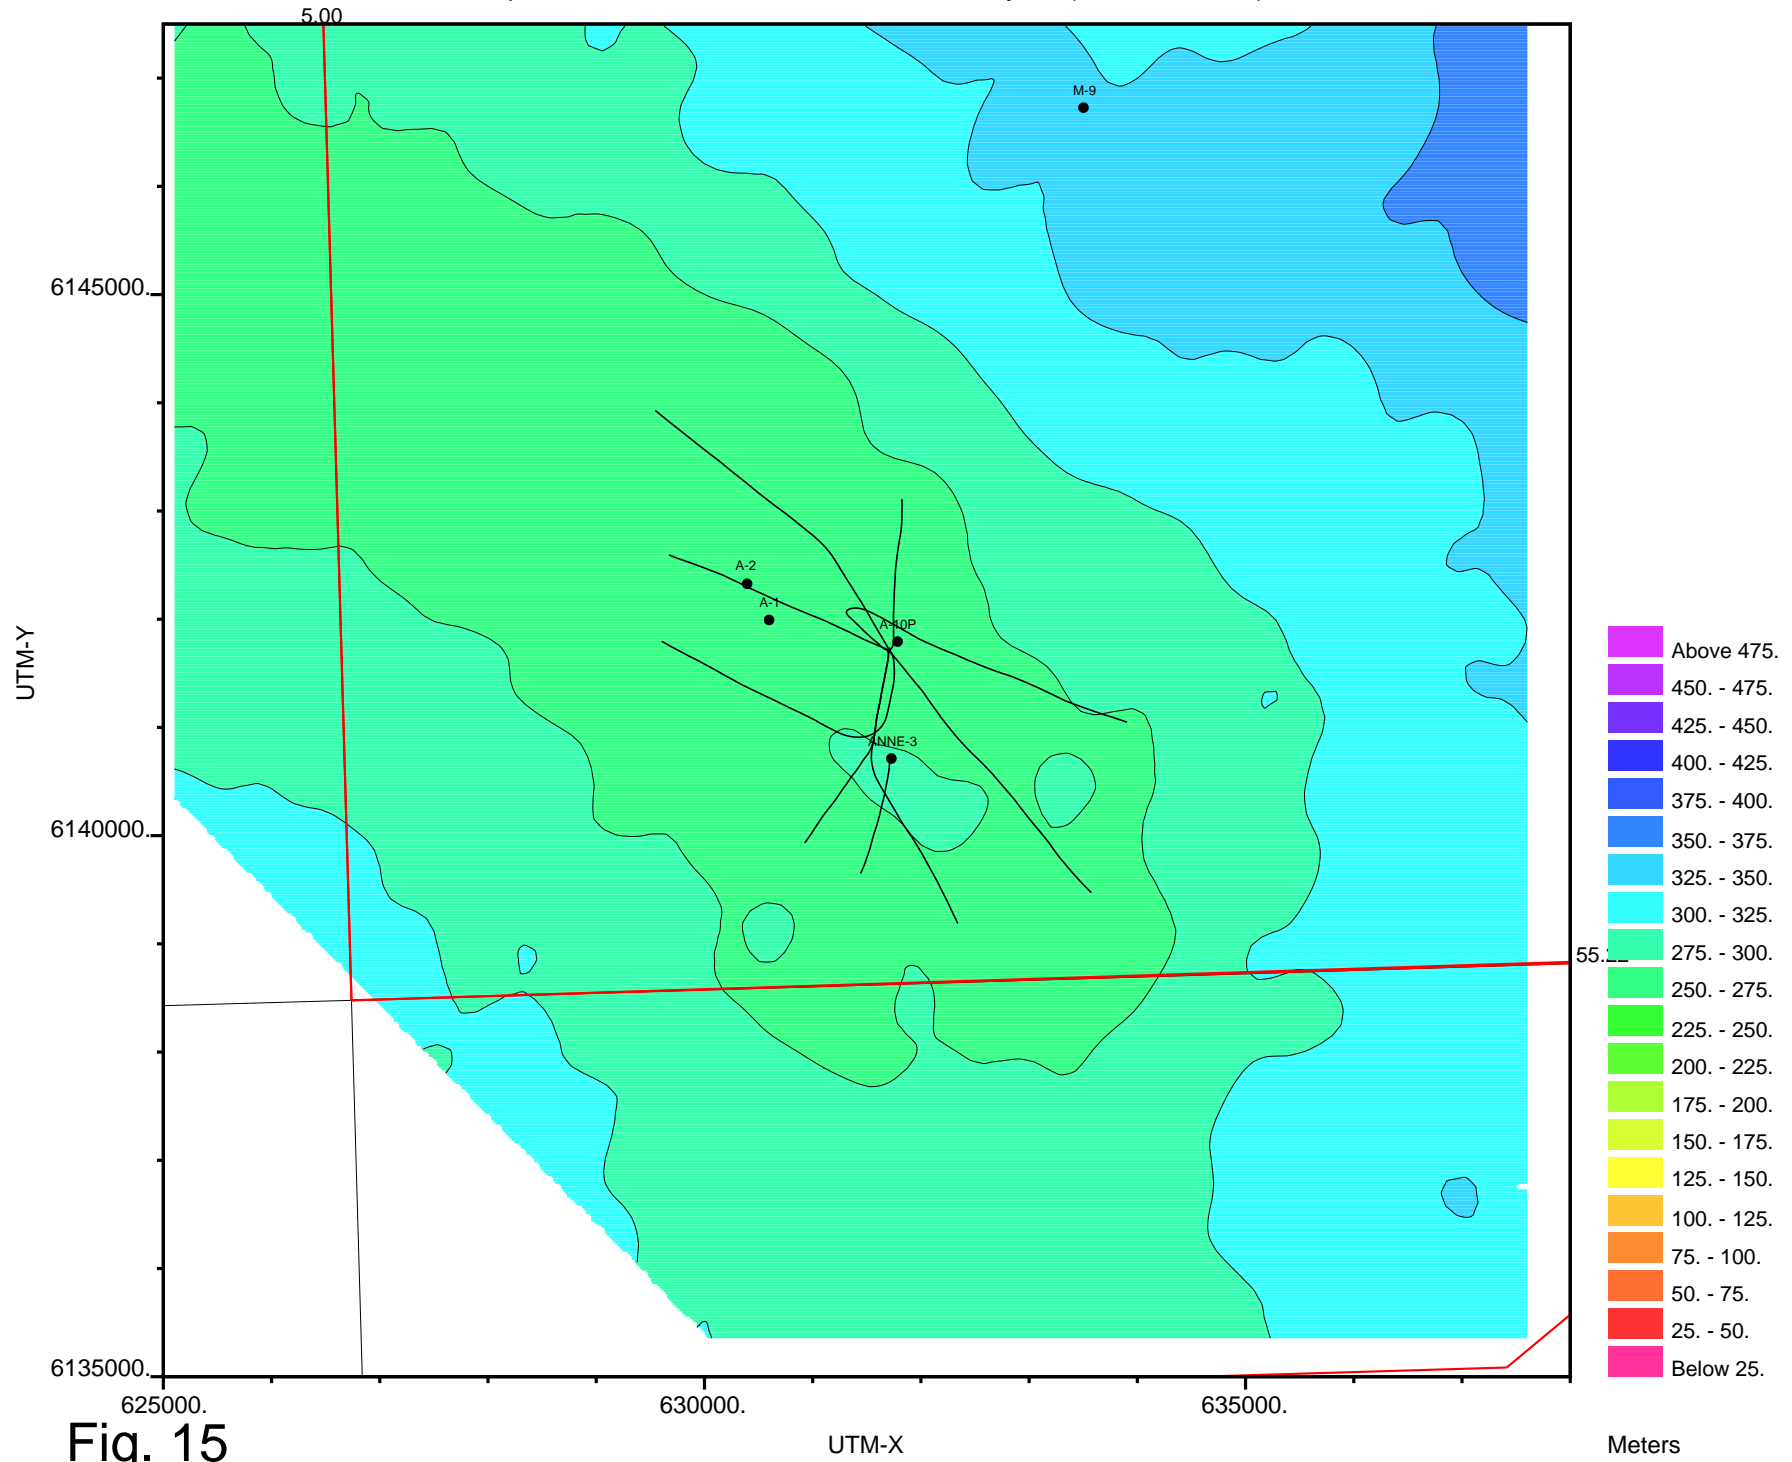 5.00
M-9
6145000.
A-2
A-1
A-10P
UTM-Y
ANNE-3
6140000.
55.22
6135000.
625000.
630000.
635000.
UTM-X
Fig. 15
Above 475.
450. - 475.
425. - 450.
400. - 425.
375. - 400.
350. - 375.
325. - 350.
300. - 325.
275. - 300.
250. - 275.
225. - 250.
200. - 225.
175. - 200.
150. - 175.
125. - 150.
100. - 125.
75. - 100.
50. - 75.
25. - 50.
Below 25.
Meters